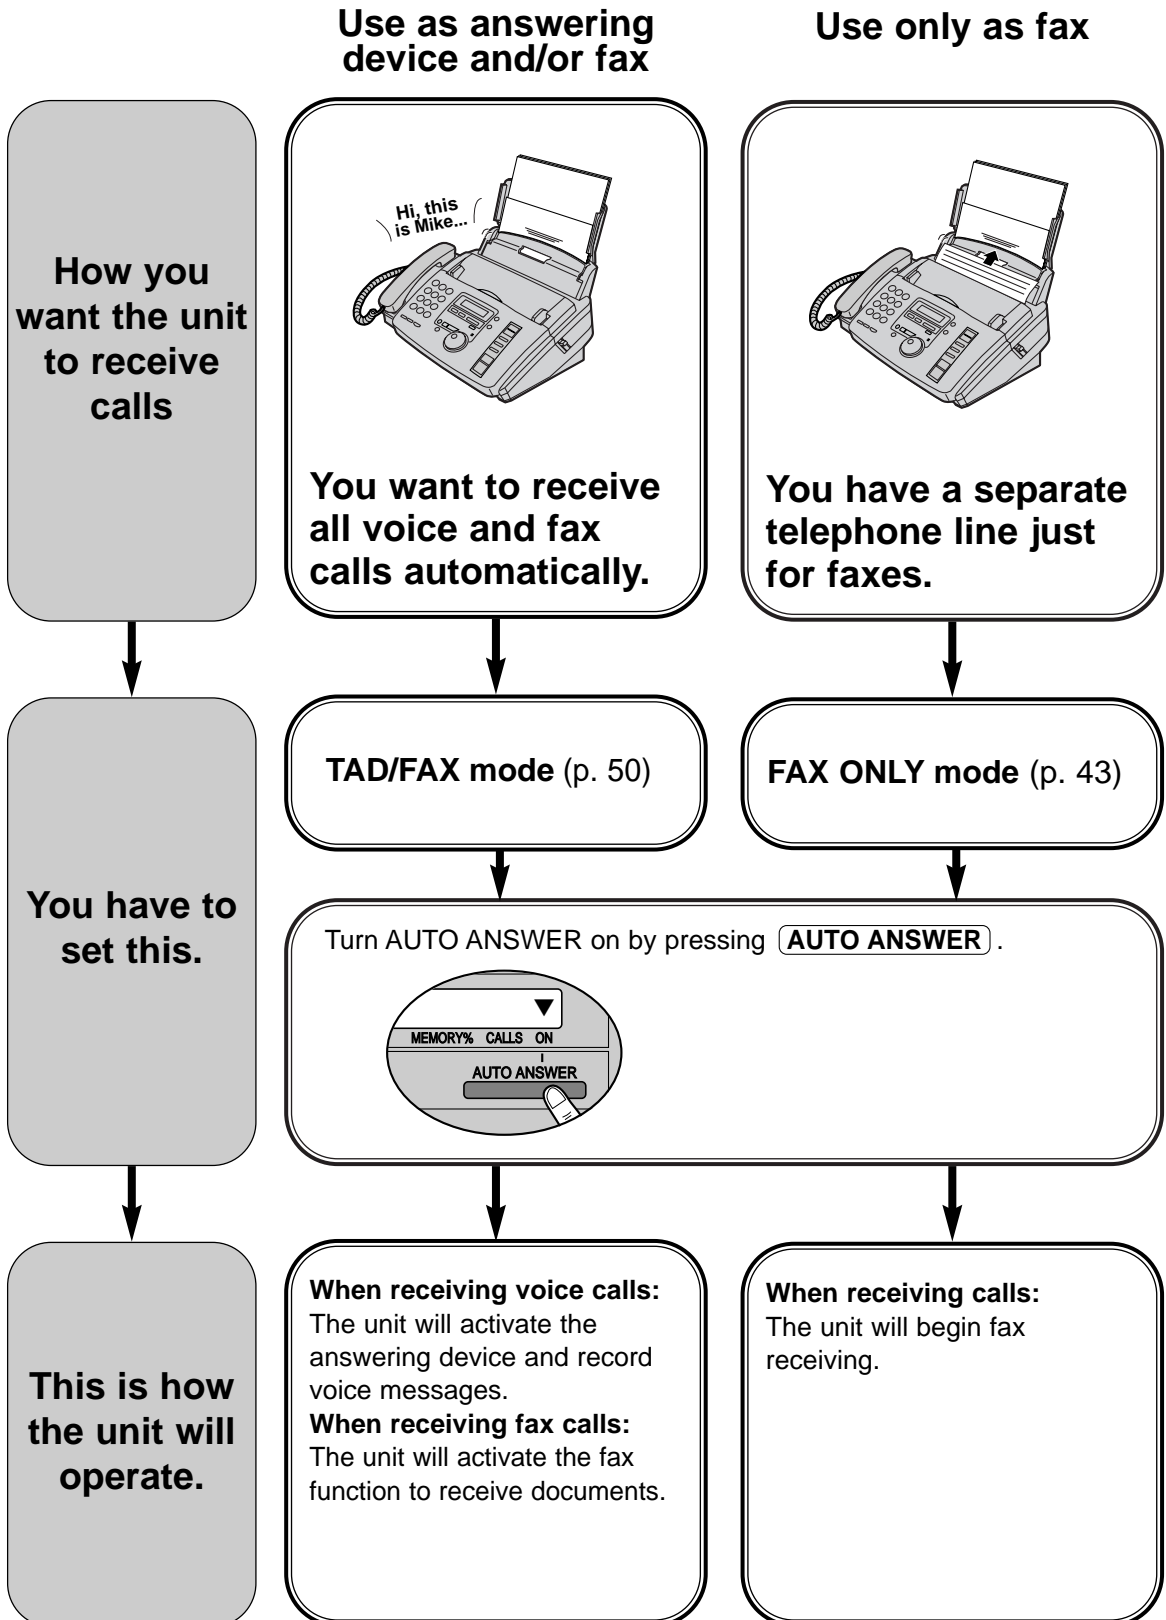 Use as answering
device and/or fax
Use only as fax
How you
want the unit
to receive
calls
Hi, this
is Mike...
You want to receive
all voice and fax
calls automatically.
You have a separate
telephone line just
for faxes.
You have to
set this.
TAD/FAX mode (p. 50)
FAX ONLY mode (p. 43)
Turn AUTO ANSWER on by pressing AUTO ANSWER.
MEMORY% CALLS ON
AUTO ANSWER
This is how
the unit will
operate.
When receiving voice calls:
The unit will activate the
answering device and record
voice messages.
When receiving fax calls:
The unit will activate the fax
function to receive documents.
When receiving calls:
The unit will begin fax
receiving.